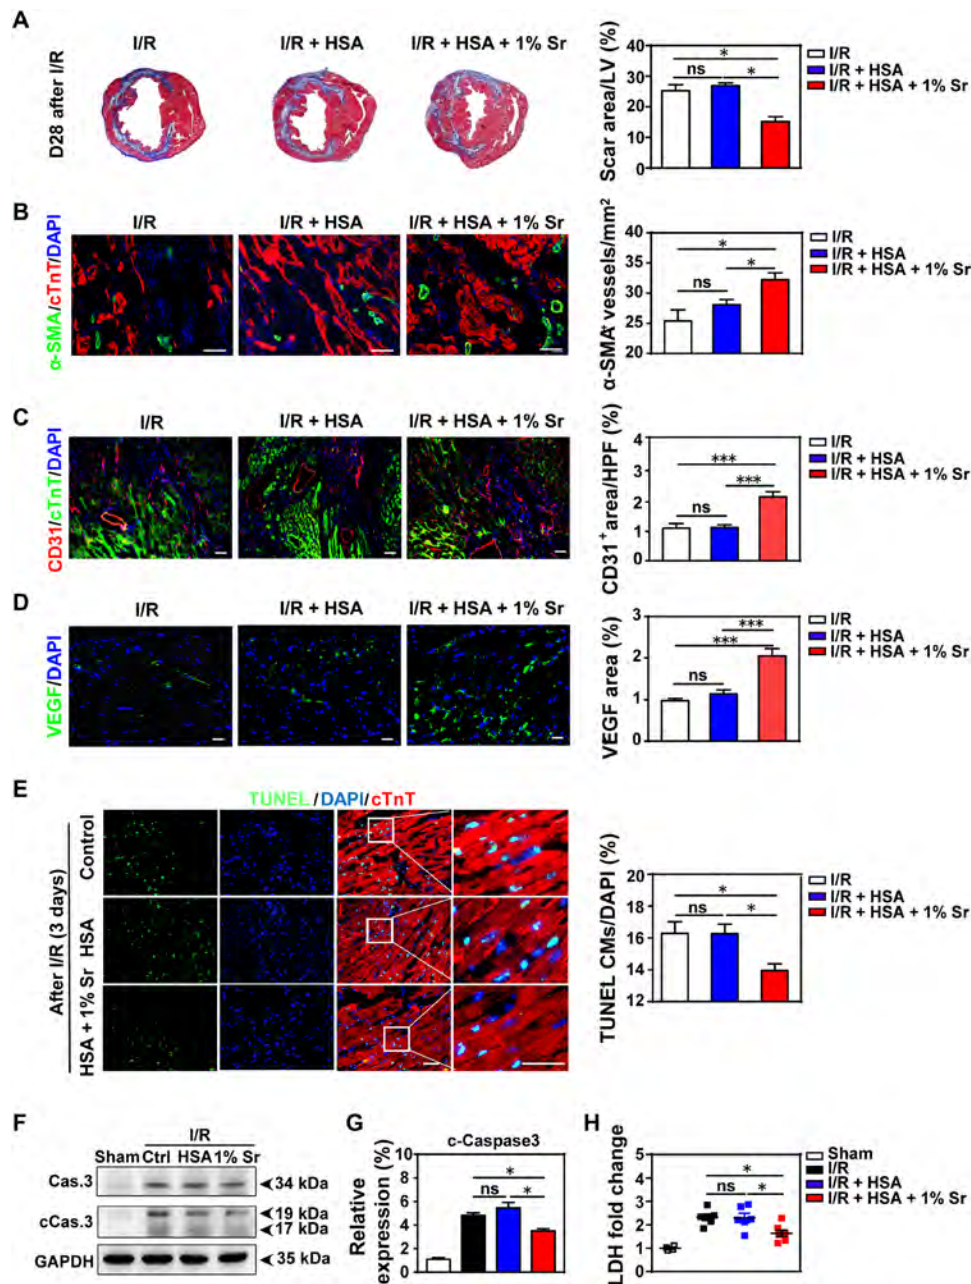 A
I/R
I/R + HSA
I/R + HSA + 1% Sr
D28 after I/R
Scar area/LV (%)
40
30
20
10
0
ns
*
*
I/R
I/R + HSA
I/R + HSA + 1% Sr
B
I/R
I/R + HSA
I/R + HSA + 1% Sr
α-SMA/cTnT/DAPI
α-SMA⁺ vessels/mm²
40
35
30
25
20
ns
*
*
I/R
I/R + HSA
I/R + HSA + 1% Sr
C
I/R
I/R + HSA
I/R + HSA + 1% Sr
CD31/cTnT/DAPI
CD31⁺ area/HPF (%)
4
3
2
1
0
ns
***
***
I/R
I/R + HSA
I/R + HSA + 1% Sr
D
I/R
I/R + HSA
I/R + HSA + 1% Sr
VEGF/DAPI
VEGF area (%)
3
2
1
0
ns
***
***
I/R
I/R + HSA
I/R + HSA + 1% Sr
E
TUNEL/DAPI/cTnT
After I/R (3 days)
Control
HSA
HSA + 1% Sr
TUNEL CMs/DAPI (%)
20
18
16
14
12
ns
*
*
I/R
I/R + HSA
I/R + HSA + 1% Sr
F
I/R
Sham Ctrl HSA 1% Sr
Cas.3
34 kDa
cCas.3
19 kDa
17 kDa
GAPDH
35 kDa
G
c-Caspase3
Relative
expression (%)
10
8
6
4
2
0
ns
*
*
H
LDH fold change
5
4
3
2
1
0
ns
*
*
Sham
I/R
I/R + HSA
I/R + HSA + 1% Sr